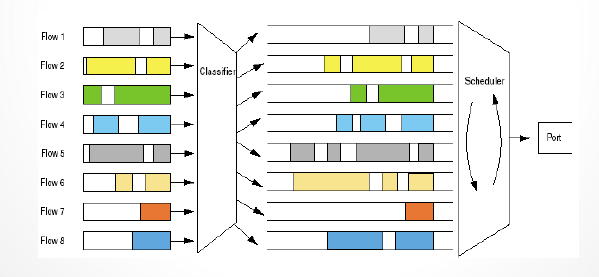 Flow 1
Flow 2
Flow 3
Flow 4
Flow 5
Flow 6
Flow 7
Flow 8
Classifier
Scheduler
Port